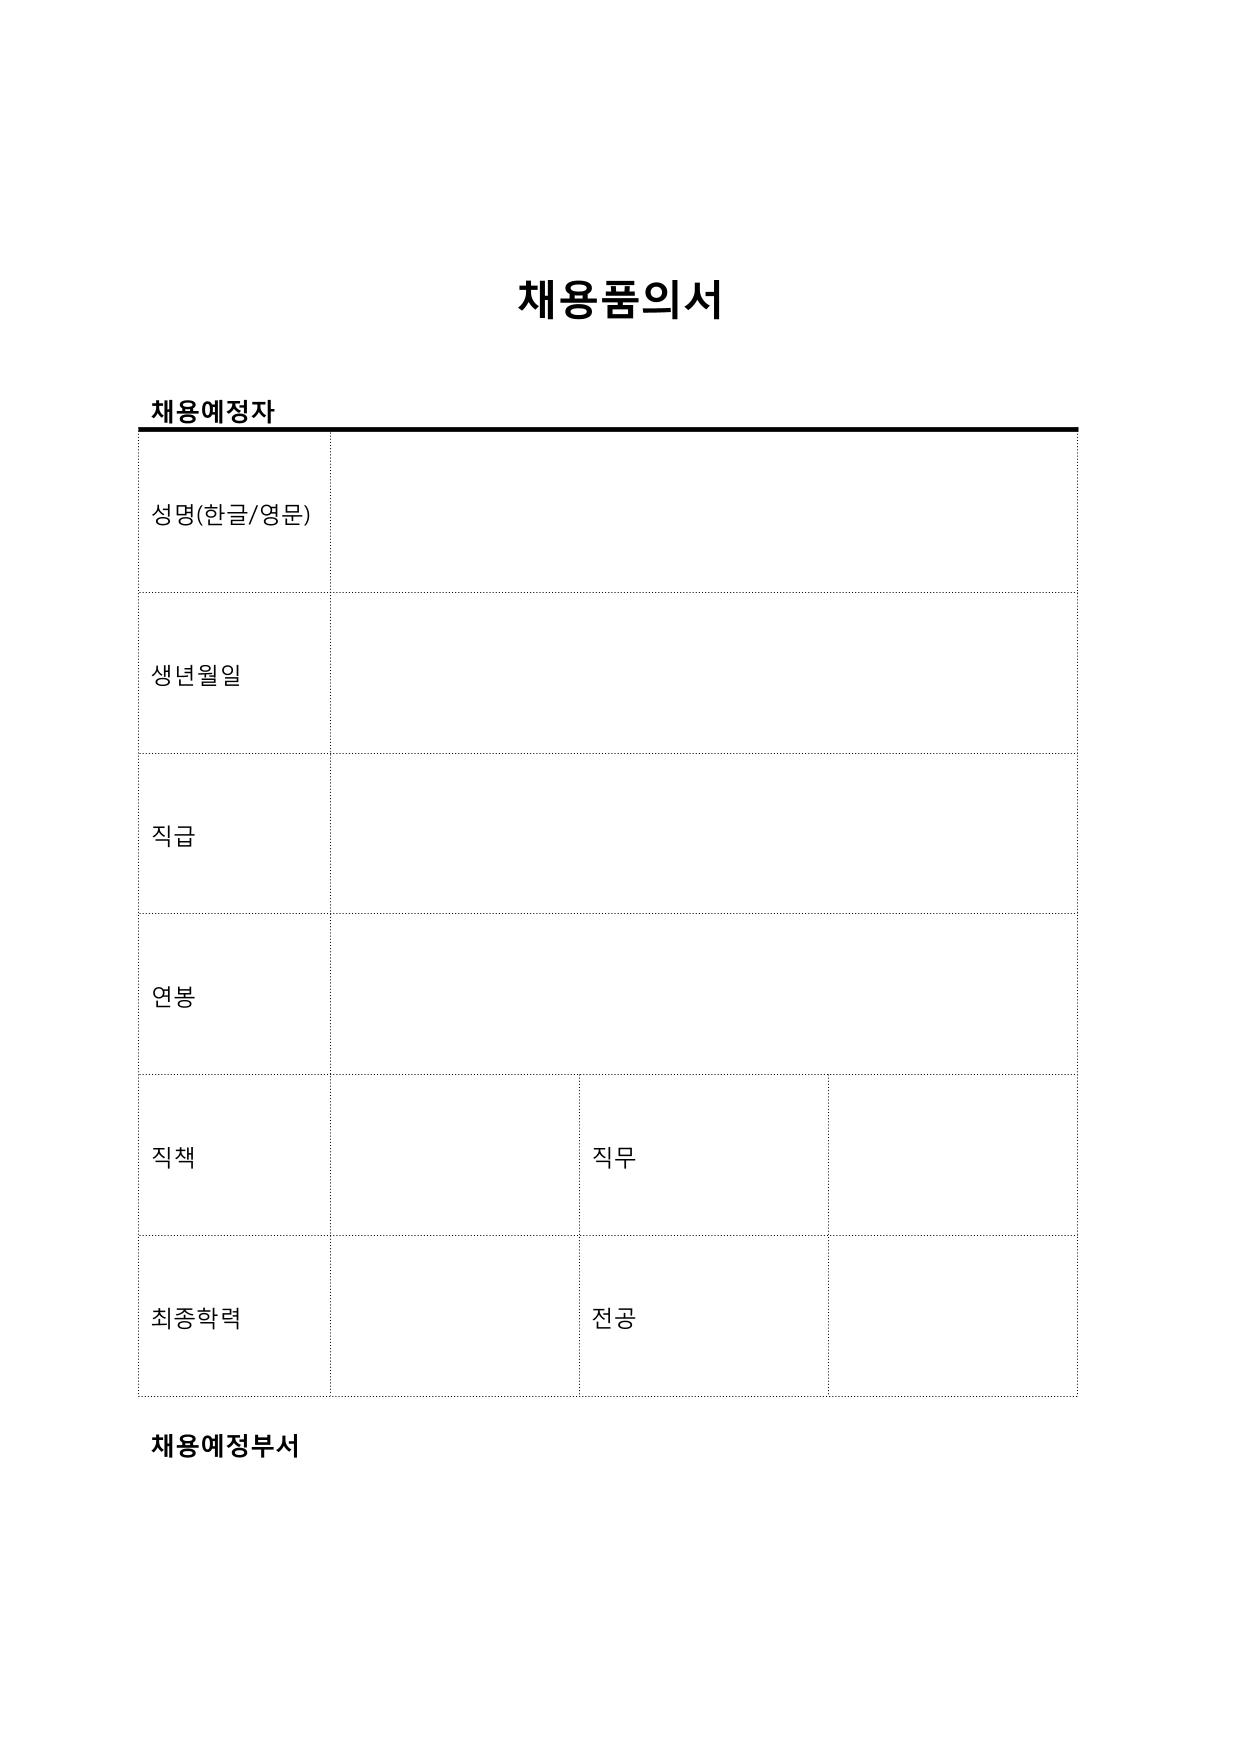 채용품의서
채용예정자
성명(한글/영문)
생년월일
직급
연봉
직책 직무
최종학력 전공
채용예정부서